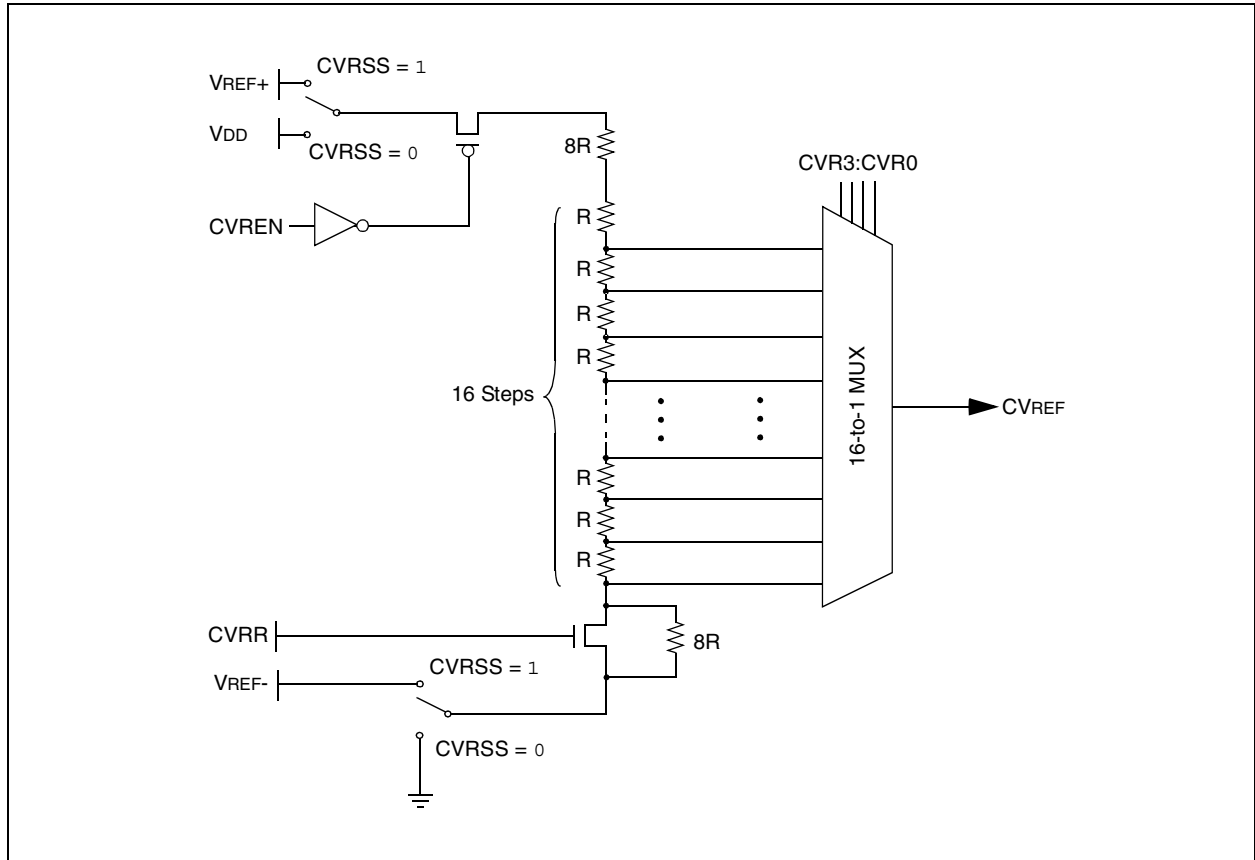 CVRSS = 1
VREF+
VDD
CVRSS = 0
8R
CVR3:CVR0
CVREN
R
R
R
R
16 Steps
16-to-1 MUX
CVREF
R
R
R
CVRR
8R
CVRSS = 1
VREF-
CVRSS = 0